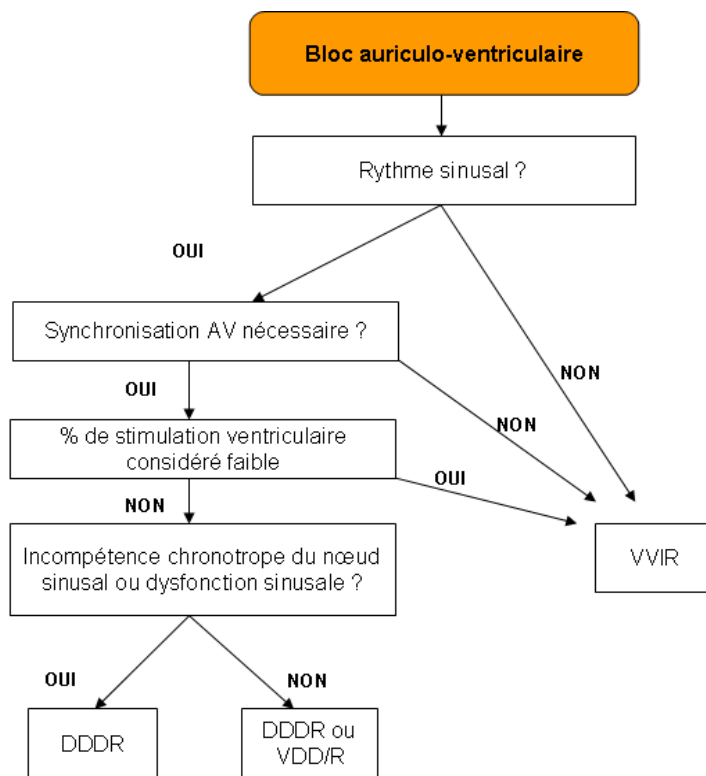 Bloc auriculo-ventriculaire
Rythme sinusal ?
OUI
Synchronisation AV nécessaire ?
NON
OUI
NON
% de stimulation ventriculaire
considéré faible
OUI
NON
Incompétence chronotrope du nœud
sinusal ou dysfonction sinusale ?
VVIR
OUI
NON
DDDR
DDDR ou
VDD/R